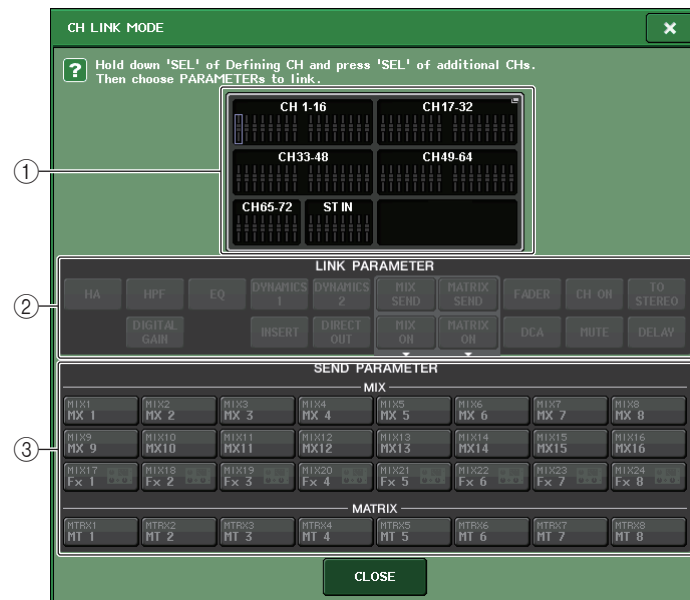 CH LINK MODE
×
? Hold down 'SEL' of Defining CH and press 'SEL' of additional CHs.
Then choose PARAMETERs to link.
CH 1-16 CH17-32
① CH33-48 CH49-64
CH65-72 ST IN
LINK PARAMETER
② HA HPF EQ DYNAMICS 1 DYNAMICS 2 MIX SEND MATRIX SEND FADER CH ON TO STEREO
DIGITAL GAIN INSERT DIRECT OUT MIX ON MATRIX ON DCA MUTE DELAY
SEND PARAMETER
MIX
MIX1 MIX2 MIX3 MIX4 MIX5 MIX6 MIX7 MIX8
MX 1 MX 2 MX 3 MX 4 MX 5 MX 6 MX 7 MX 8
③ MIX9 MIX10 MIX11 MIX12 MIX13 MIX14 MIX15 MIX16
MX 9 MX10 MX11 MX12 MX13 MX14 MX15 MX16
MIX17 MIX18 MIX19 MIX20 MIX21 MIX22 MIX23 MIX24
Fx 1 Fx 2 Fx 3 Fx 4 Fx 5 Fx 6 Fx 7 Fx 8
MATRIX
MTRX1 MTRX2 MTRX3 MTRX4 MTRX5 MTRX6 MTRX7 MTRX8
MT 1 MT 2 MT 3 MT 4 MT 5 MT 6 MT 7 MT 8
CLOSE